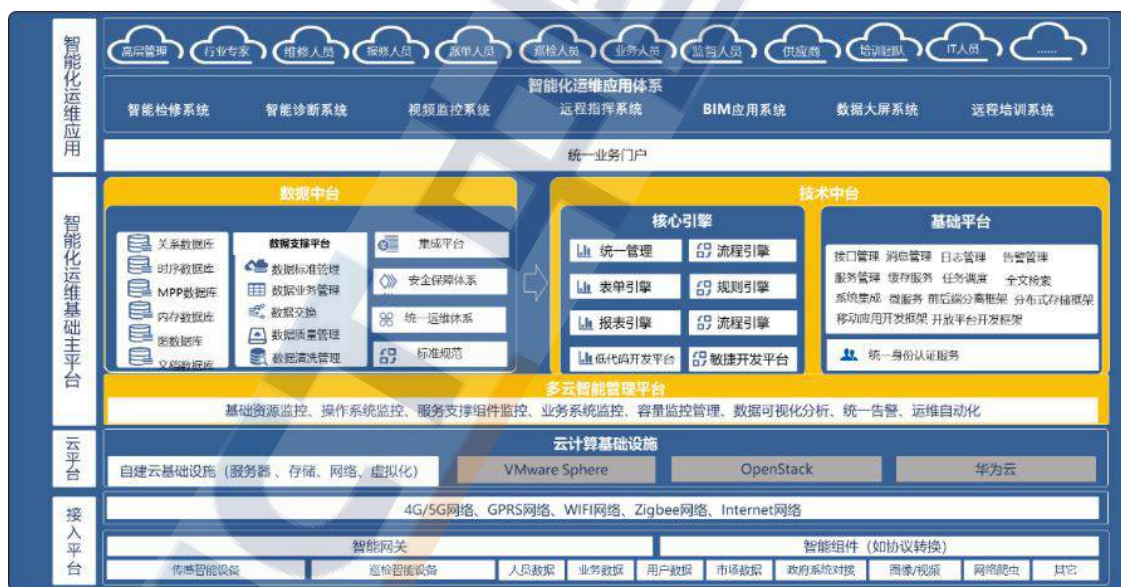 智能化运维应用
高层管理 行业专家 维修人员 报修人员 派单人员 巡检人员 业务人员 监督人员 供应商 培训团队 IT人员 ......
智能化运维应用体系
智能检修系统 智能诊断系统 视频监控系统 远程指挥系统 BIM应用系统 数据大屏系统 远程培训系统
统一业务门户
智能化运维基础主平台
数据中台
关系数据库
时序数据库
MPP数据库
内存数据库
图数据库
文档数据库
数据支撑平台
数据标准管理
数据业务管理
数据交换
数据质量管理
数据清洗管理
集成平台
安全保障体系
统一运维体系
标准规范
技术中台
核心引擎
统一管理 流程引擎
表单引擎 规则引擎
报表引擎 流程引擎
低代码开发平台 敏捷开发平台
基础平台
接口管理 消息管理 日志管理 告警管理
服务管理 缓存服务 任务调度 全文检索
系统集成 微服务 前后端分离框架 分布式存储框架
移动应用开发框架 开放平台开发框架
统一身份认证服务
多云智能管理平台
基础资源监控、操作系统监控、服务支撑组件监控、业务系统监控、容量监控管理、数据可视化分析、统一告警、运维自动化
云平台
云计算基础设施
自建云基础设施（服务器、存储、网络、虚拟化） VMware Sphere OpenStack 华为云
接入平台
4G/5G网络、GPRS网络、WIFI网络、Zigbee网络、Internet网络
智能网关 智能组件（如协议转换）
传感智能设备 巡检智能设备 人员数据 业务数据 用户数据 市场数据 政府系统对接 图像/视频 网络爬虫 其它